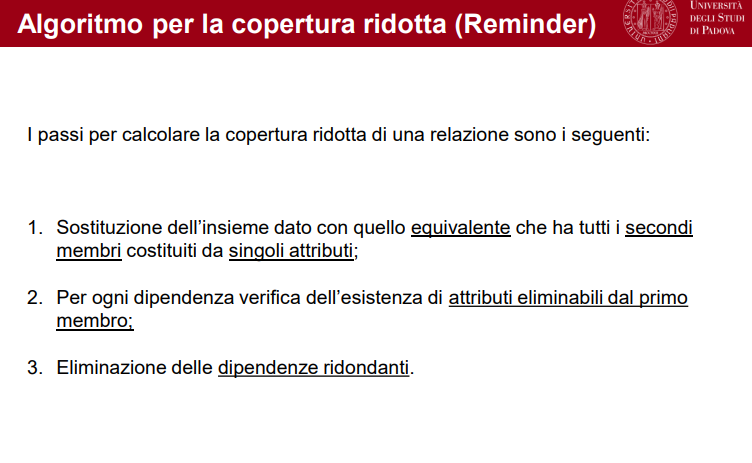 Algoritmo per la copertura ridotta (Reminder)
UNIVERSITÀ
DEGLI STUDI
DI PADOVA
I passi per calcolare la copertura ridotta di una relazione sono i seguenti:
1. Sostituzione dell'insieme dato con quello equivalente che ha tutti i secondi
membri costituiti da singoli attributi;
2. Per ogni dipendenza verifica dell'esistenza di attributi eliminabili dal primo
membro;
3. Eliminazione delle dipendenze ridondanti.